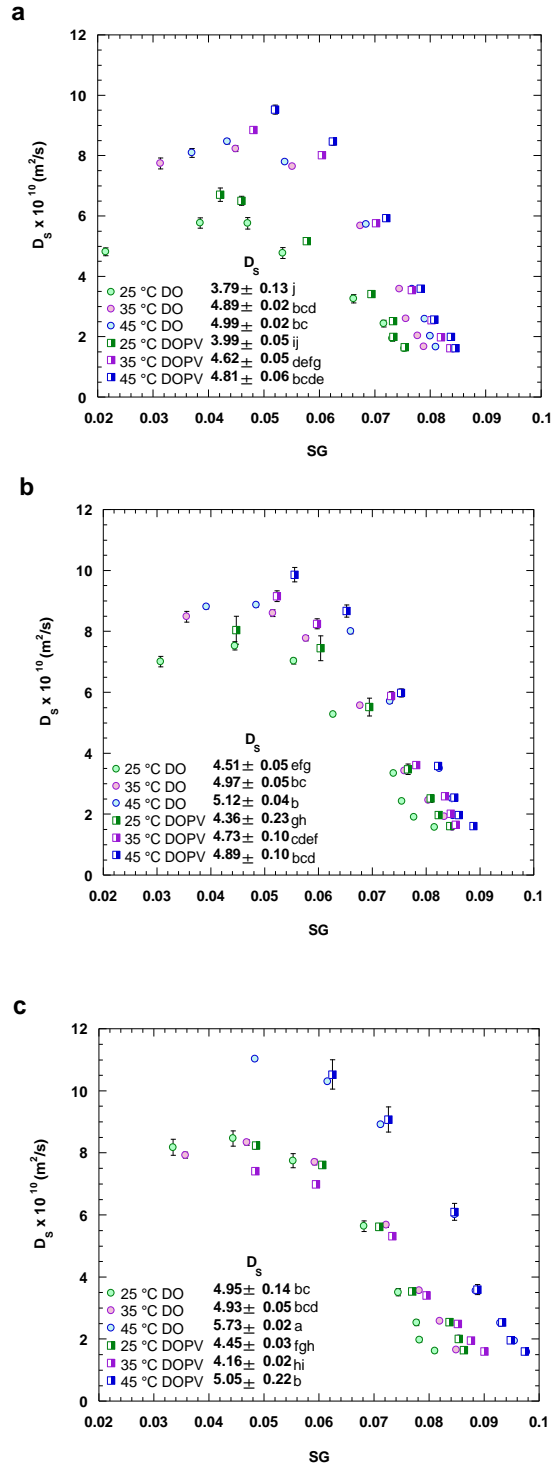 a
12
10
8
6
4
2
0
D_s x 10^10 (m²/s)
D_s
25 °C DO 3.79± 0.13 j
35 °C DO 4.89± 0.02 bcd
45 °C DO 4.99± 0.02 bc
25 °C DOPV 3.99± 0.05 ij
35 °C DOPV 4.62± 0.05 defg
45 °C DOPV 4.81± 0.06 bcde
0.02 0.03 0.04 0.05 0.06 0.07 0.08 0.09 0.1
SG
b
12
10
8
6
4
2
0
D_s x 10^10 (m²/s)
D_s
25 °C DO 4.51± 0.05 efg
35 °C DO 4.97± 0.05 bc
45 °C DO 5.12± 0.04 b
25 °C DOPV 4.36± 0.23 gh
35 °C DOPV 4.73± 0.10 cdef
45 °C DOPV 4.89± 0.10 bcd
0.02 0.03 0.04 0.05 0.06 0.07 0.08 0.09 0.1
SG
c
12
10
8
6
4
2
0
D_s x 10^10 (m²/s)
D_s
25 °C DO 4.95± 0.14 bc
35 °C DO 4.93± 0.05 bcd
45 °C DO 5.73± 0.02 a
25 °C DOPV 4.45± 0.03 fgh
35 °C DOPV 4.16± 0.02 hi
45 °C DOPV 5.05± 0.22 b
0.02 0.03 0.04 0.05 0.06 0.07 0.08 0.09 0.1
SG